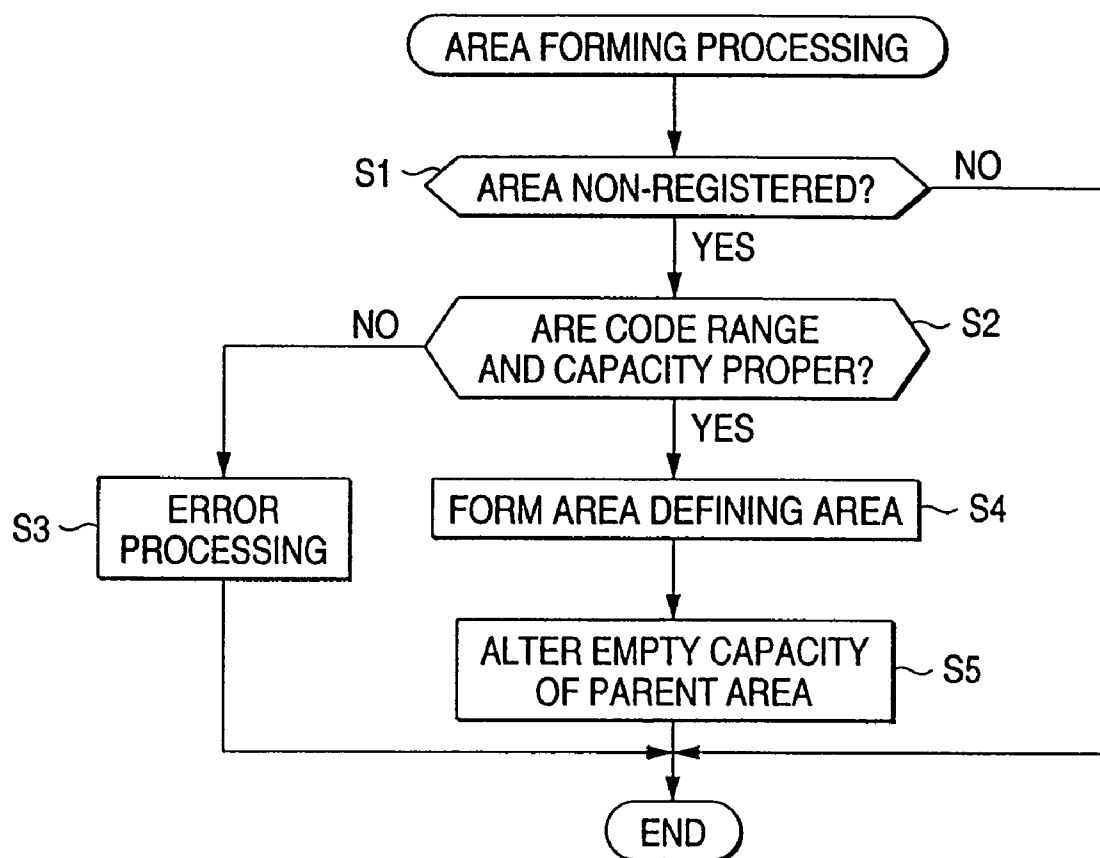 AREA FORMING PROCESSING
S1
AREA NON-REGISTERED?
NO
YES
NO
ARE CODE RANGE
AND CAPACITY PROPER?
S2
YES
S3
ERROR
PROCESSING
FORM AREA DEFINING AREA
S4
ALTER EMPTY CAPACITY
OF PARENT AREA
S5
END